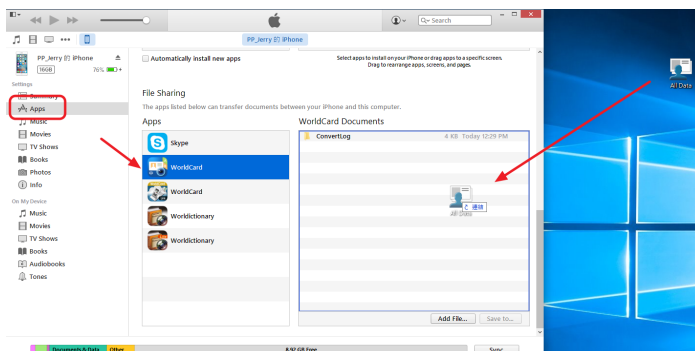 Search
PP_Jerry 的 iPhone
PP_Jerry 的 iPhone
16GB 76%
Automatically install new apps
Select apps to install on your iPhone or drag apps to a specific screen.
Drag to rearrange apps, screens, and pages.
Settings
Summary
Apps
Music
Movies
TV Shows
Books
Photos
Info
On My Device
Music
Movies
TV Shows
Books
Audiobooks
Tones
File Sharing
The apps listed below can transfer documents between your iPhone and this computer.
Apps
Skype
WorldCard
WorldCard
Worldictionary
Worldictionary
WorldCard Documents
ConvertLog 4 KB Today 12:29 PM
連結
All Data
Add File... Save to...
All Data
Documents & Data Other 8.92 GB Free Sync